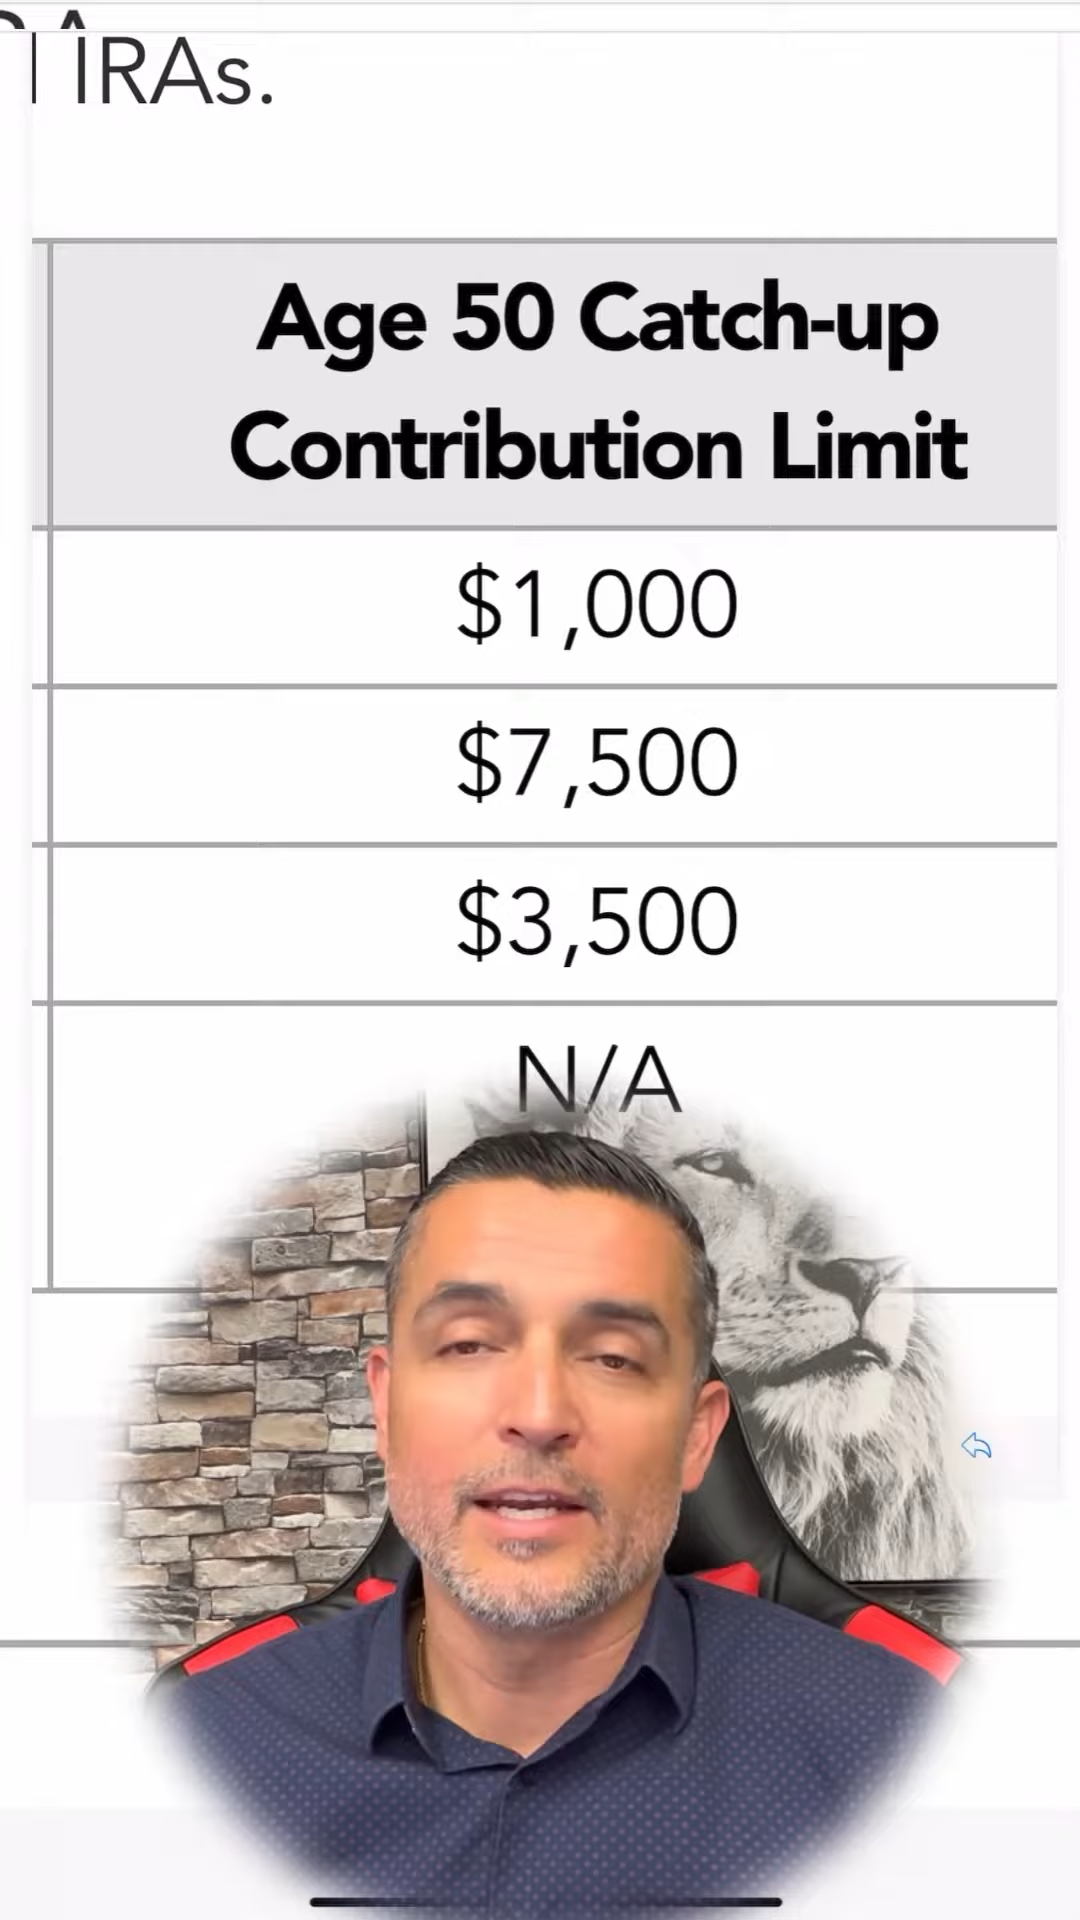 IRAs.
Age 50 Catch-up
Contribution Limit
$1,000
$7,500
$3,500
N/A